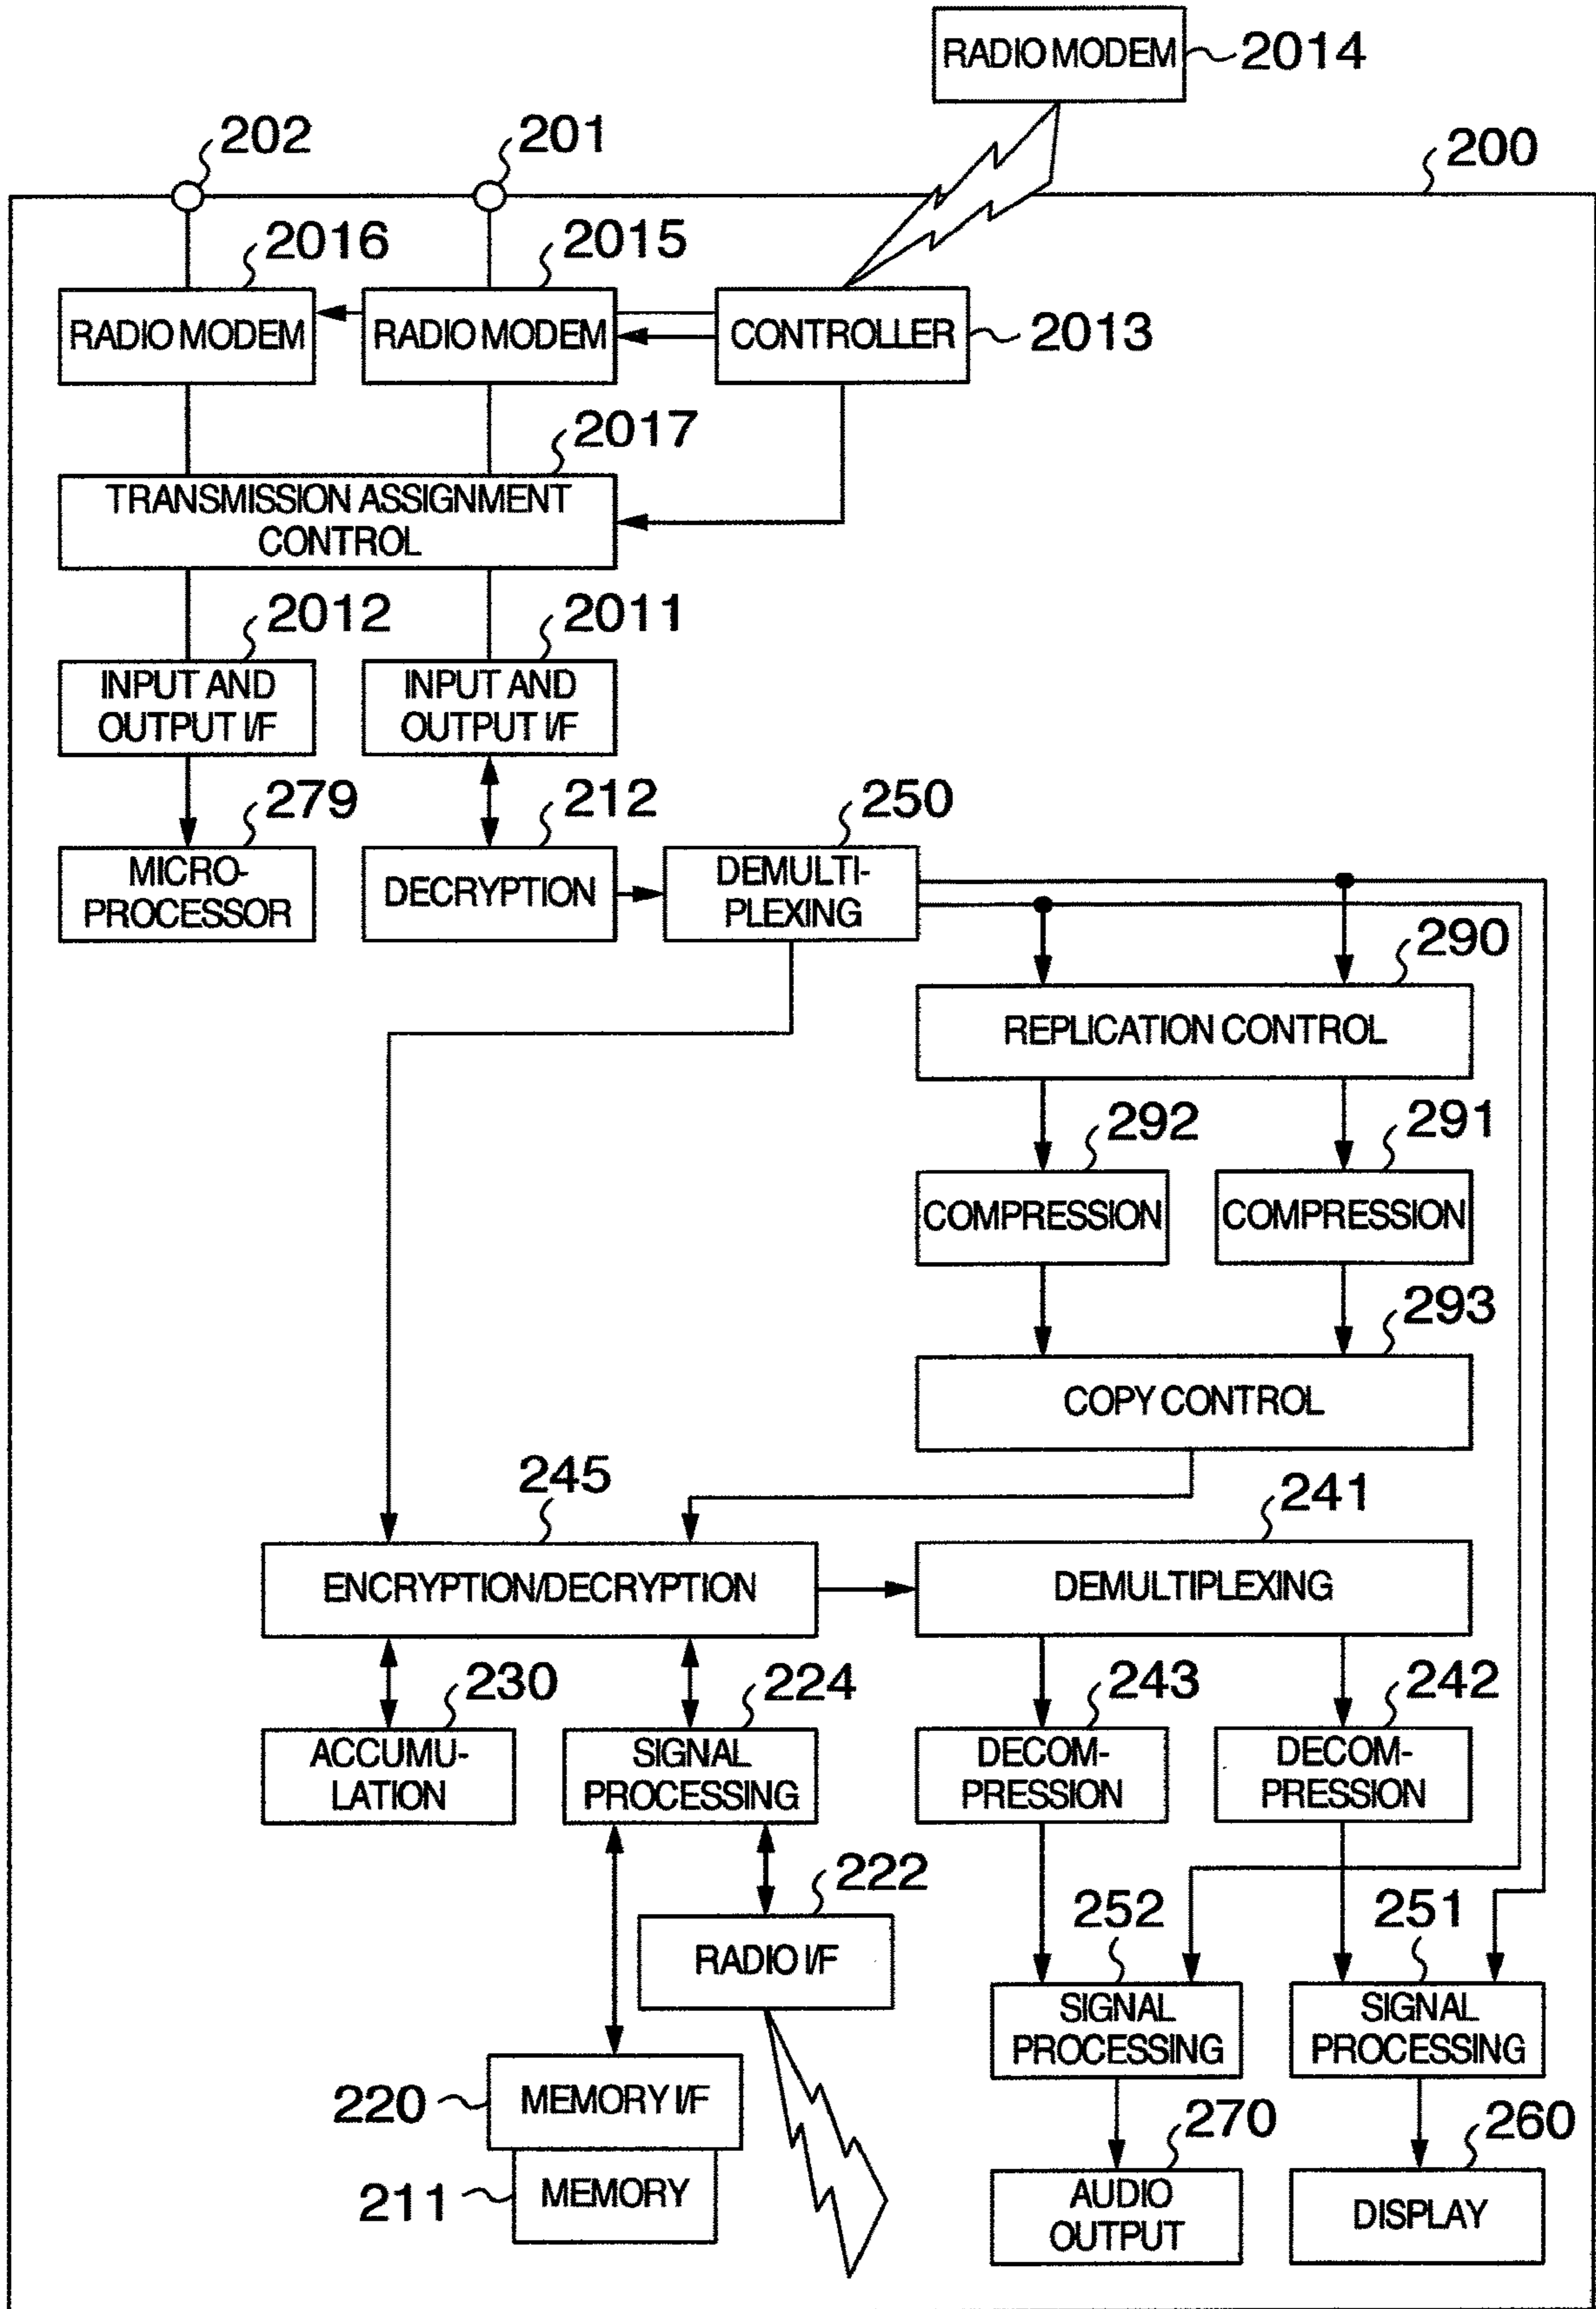 RADIO MODEM
2014
202
201
200
2016
2015
RADIO MODEM
RADIO MODEM
CONTROLLER
2013
2017
TRANSMISSION ASSIGNMENT
CONTROL
2012
2011
INPUT AND
OUTPUT I/F
INPUT AND
OUTPUT I/F
279
212
250
MICRO-
PROCESSOR
DECRYPTION
DEMULTI-
PLEXING
290
REPLICATION CONTROL
292
291
COMPRESSION
COMPRESSION
293
COPY CONTROL
245
241
ENCRYPTION/DECRYPTION
DEMULTIPLEXING
230
224
243
242
ACCUMU-
LATION
SIGNAL
PROCESSING
DECOM-
PRESSION
DECOM-
PRESSION
222
252
251
RADIO I/F
SIGNAL
PROCESSING
SIGNAL
PROCESSING
220
MEMORY I/F
270
260
211
MEMORY
AUDIO
OUTPUT
DISPLAY